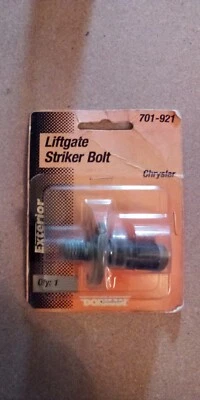 701-921
Liftgate
Striker Bolt
Chrysler
Exterior
Qty: 1